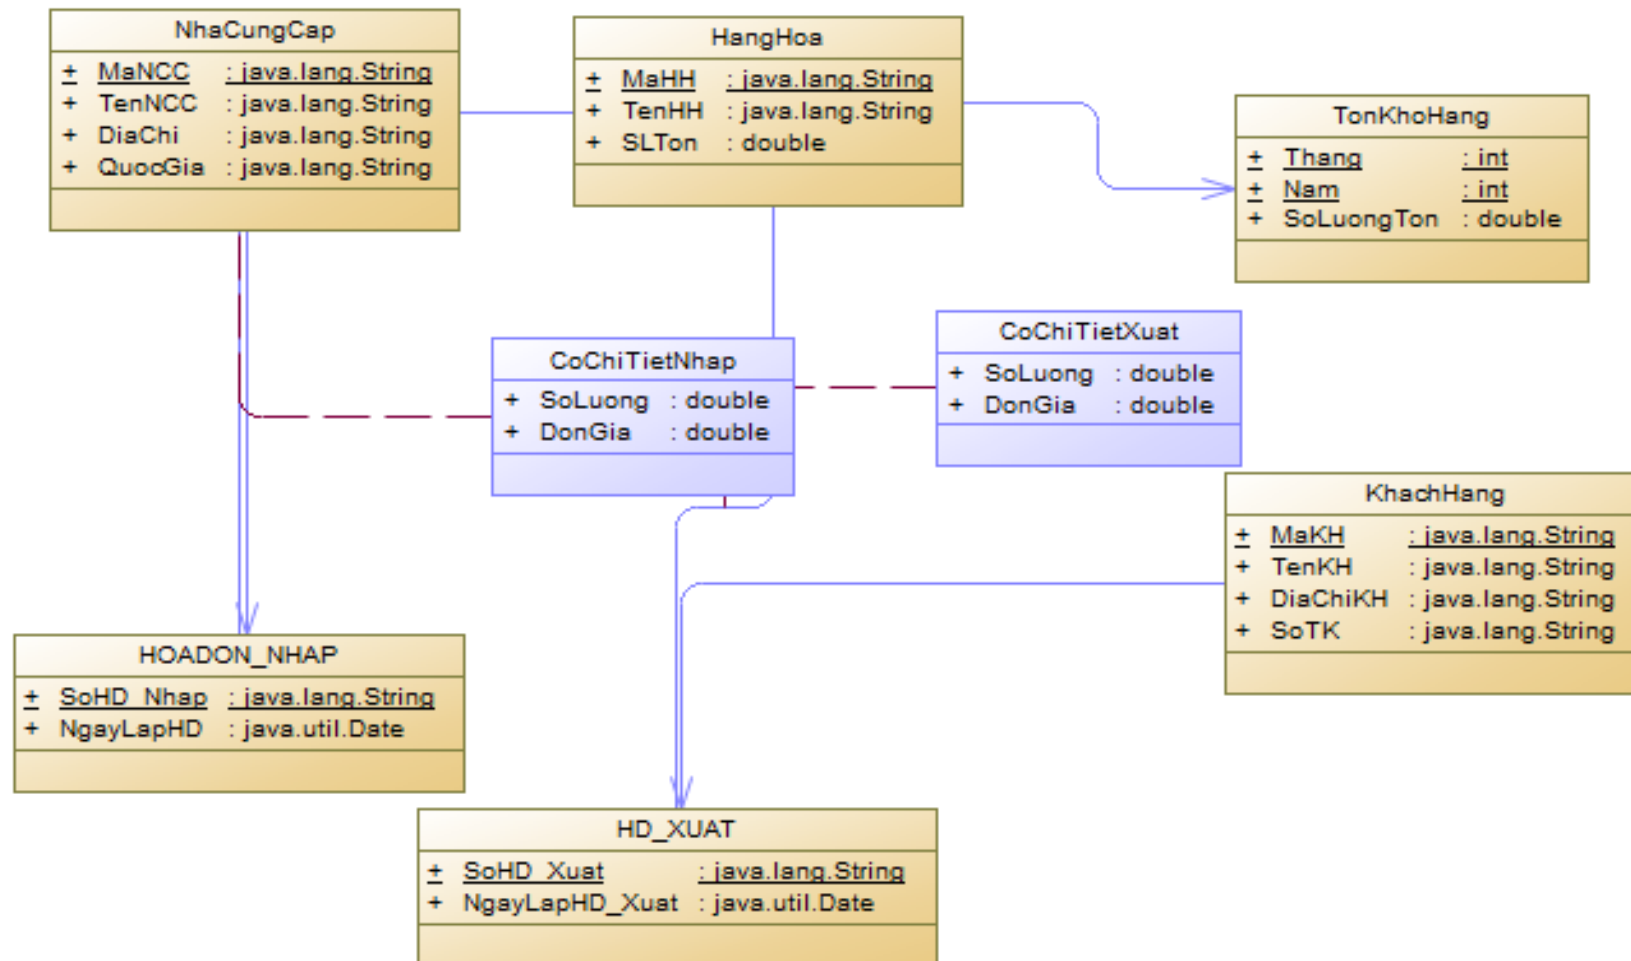 NhaCungCap
+ MaNCC : java.lang.String
+ TenNCC : java.lang.String
+ DiaChi : java.lang.String
+ QuocGia : java.lang.String
HangHoa
+ MaHH : java.lang.String
+ TenHH : java.lang.String
+ SLTon : double
TonKhoHang
+ Thang : int
+ Nam : int
+ SoLuongTon : double
CoChiTietNhap
+ SoLuong : double
+ DonGia : double
CoChiTietXuat
+ SoLuong : double
+ DonGia : double
KhachHang
+ MaKH : java.lang.String
+ TenKH : java.lang.String
+ DiaChiKH : java.lang.String
+ SoTK : java.lang.String
HOADON_NHAP
+ SoHD_Nhap : java.lang.String
+ NgayLapHD : java.util.Date
HD_XUAT
+ SoHD_Xuat : java.lang.String
+ NgayLapHD_Xuat : java.util.Date